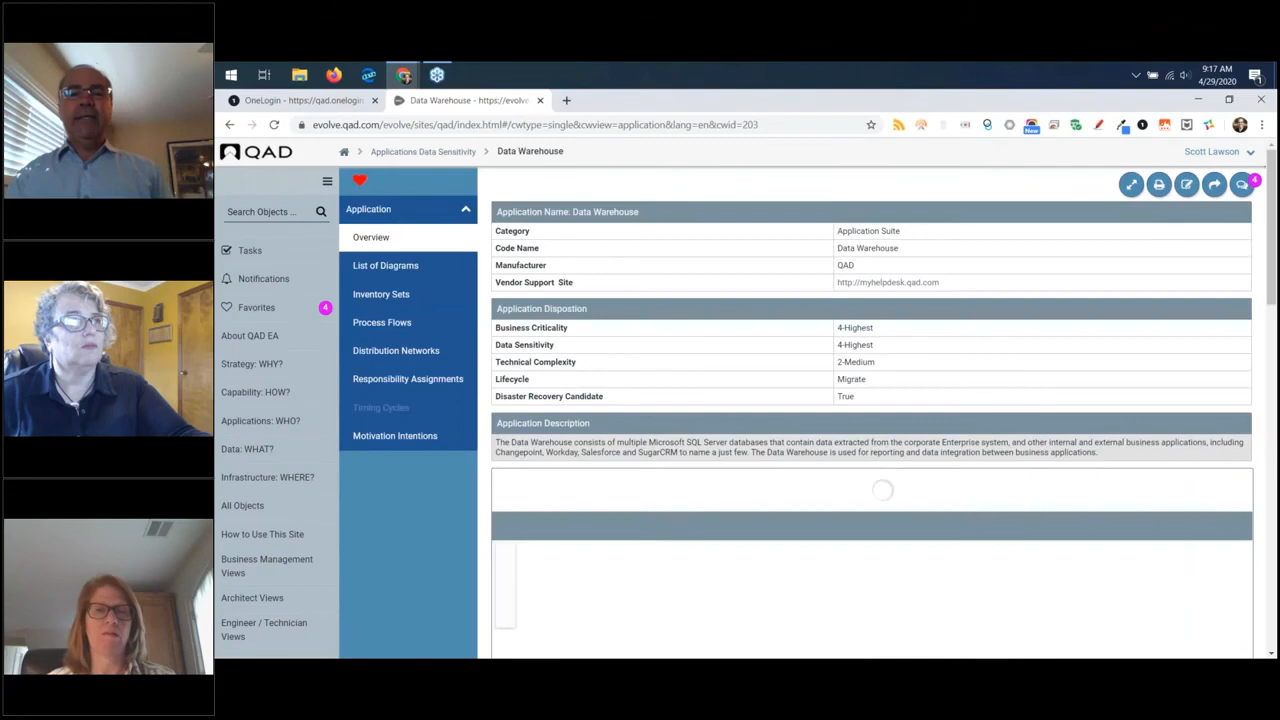 9:17 AM
4/29/2020
OneLogin - https://qad.onelogin
Data Warehouse - https://evolve.
evolve.qad.com/evolve/sites/qad/index.html#/cwtype=single&cwview=application&lang=en&cwid=203
New
QAD
Applications Data Sensitivity
Data Warehouse
Scott Lawson
4
Search Objects ...
Tasks
Notifications
Favorites
4
About QAD EA
Strategy: WHY?
Capability: HOW?
Applications: WHO?
Data: WHAT?
Infrastructure: WHERE?
All Objects
How to Use This Site
Business Management
Views
Architect Views
Engineer / Technician
Views
Application
Overview
List of Diagrams
Inventory Sets
Process Flows
Distribution Networks
Responsibility Assignments
Timing Cycles
Motivation Intentions
Application Name: Data Warehouse
Category Application Suite
Code Name Data Warehouse
Manufacturer QAD
Vendor Support Site http://myhelpdesk.qad.com
Application Dispostion
Business Criticality 4-Highest
Data Sensitivity 4-Highest
Technical Complexity 2-Medium
Lifecycle Migrate
Disaster Recovery Candidate True
Application Description
The Data Warehouse consists of multiple Microsoft SQL Server databases that contain data extracted from the corporate Enterprise system, and other internal and external business applications, including
Changepoint, Workday, Salesforce and SugarCRM to name a just few. The Data Warehouse is used for reporting and data integration between business applications.